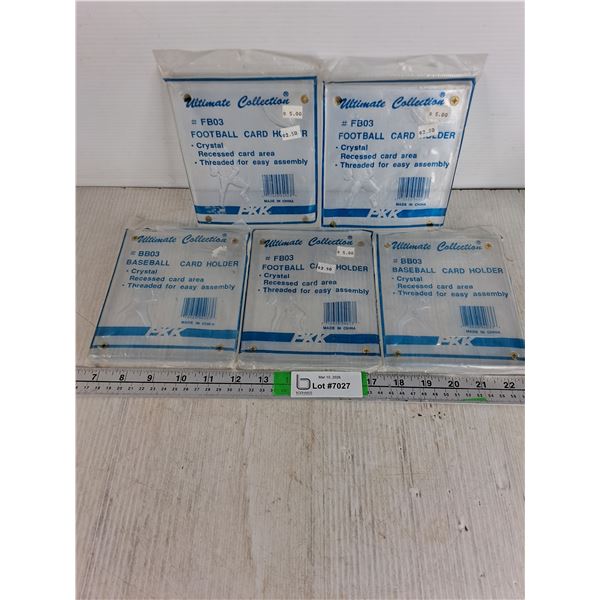 Ultimate Collection®
# FB03
FOOTBALL CARD HOLDER
• Crystal
Recessed card area
• Threaded for easy assembly
MADE IN CHINA
PKK
$ 5.00
$3.50
Ultimate Collection®
# FB03
FOOTBALL CARD HOLDER
• Crystal
Recessed card area
• Threaded for easy assembly
MADE IN CHINA
PKK
$ 5.00
Ultimate Collection®
# BB03
BASEBALL CARD HOLDER
• Crystal
Recessed card area
• Threaded for easy assembly
MADE IN CHINA
PKK
Ultimate Collection
# FB03
FOOTBALL CARD HOLDER
• Crystal
Recessed card area
• Threaded for easy assembly
MADE IN CHINA
PKK
$ 5.00
Ultimate Collection®
# BB03
BASEBALL CARD HOLDER
• Crystal
Recessed card area
• Threaded for easy assembly
MADE IN CHINA
PKK
7 8 9 10 11 12 13 17 18 19 20 21 22
Lot #7027